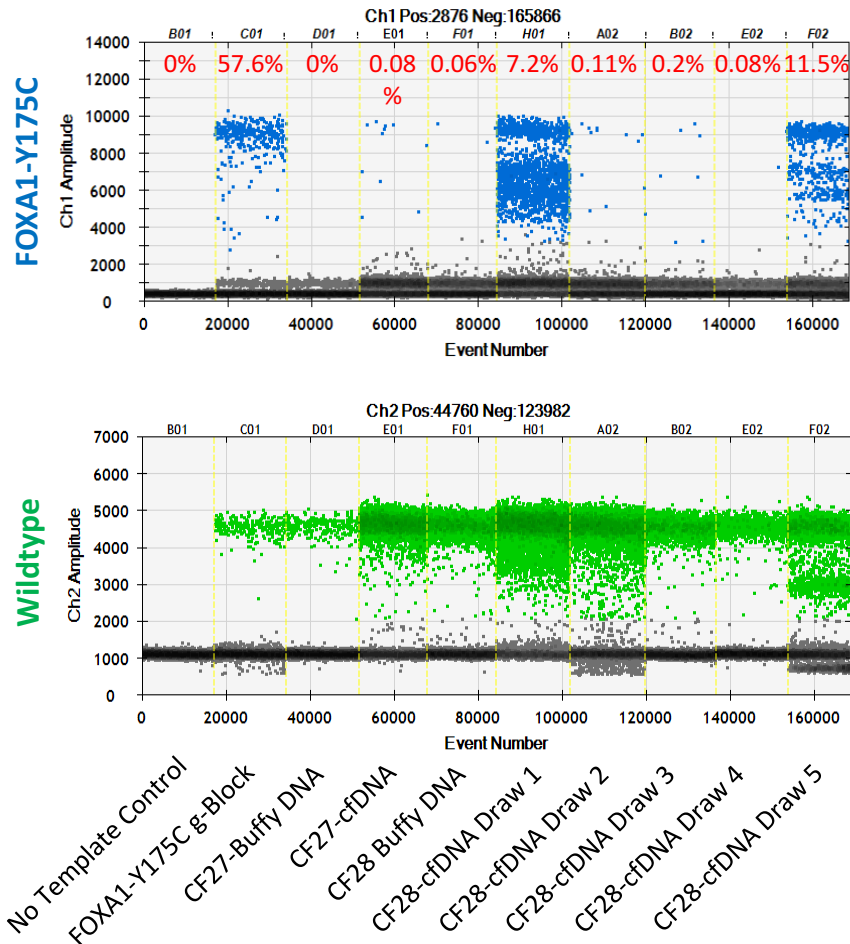 Ch1 Pos:2876 Neg:165866
B01 C01 D01 E01 F01 H01 A02 B02 E02 F02
0% 57.6% 0% 0.08 % 0.06% 7.2% 0.11% 0.2% 0.08% 11.5%
FOXA1-Y175C
Ch1 Amplitude
14000
12000
10000
8000
6000
4000
2000
0
0 20000 40000 60000 80000 100000 120000 140000 160000
Event Number
Ch2 Pos:44760 Neg:123982
B01 C01 D01 E01 F01 H01 A02 B02 E02 F02
Wildtype
Ch2 Amplitude
7000
6000
5000
4000
3000
2000
1000
0
0 20000 40000 60000 80000 100000 120000 140000 160000
Event Number
No Template Control
FOXA1-Y175C g-Block
CF27-Buffy DNA
CF27-cfDNA
CF28 Buffy DNA
CF28-cfDNA Draw 1
CF28-cfDNA Draw 2
CF28-cfDNA Draw 3
CF28-cfDNA Draw 4
CF28-cfDNA Draw 5